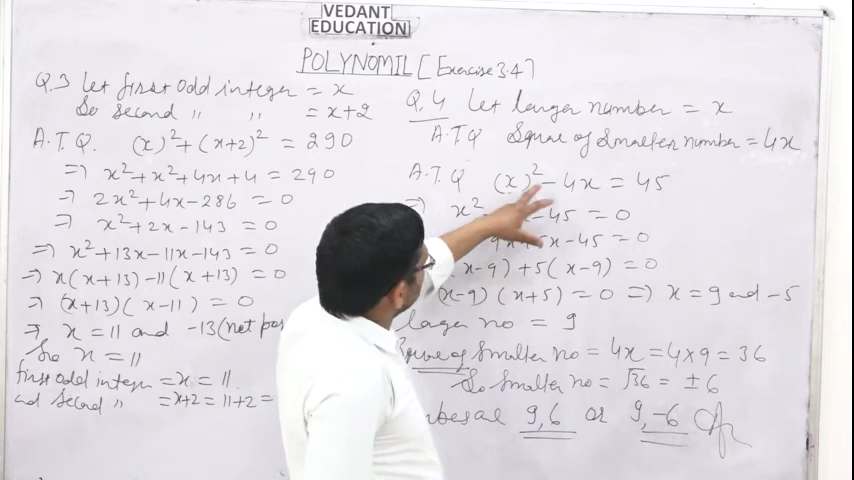 VEDANT
EDUCATION
POLYNOMIL [Exercise 3.4]
Q.3 Let first odd integer = x
So second " " = x+2
A.T.Q. (x)²+(x+2)² = 290
⇒ x²+x²+4x+4 = 290
⇒ 2x²+4x-286 = 0
⇒ x²+2x-143 = 0
⇒ x²+13x-11x-143 = 0
⇒ x(x+13)-11(x+13) = 0
⇒ (x+13)(x-11) = 0
⇒ x = 11 and -13(not
So x = 11
first odd integer = x = 11
and second " = x+2 = 11+2 =
Q.4 Let larger number = x
A.T.Q Square of Smaller number = 4x
A.T.Q (x)²-4x = 45
⇒ x² -45 = 0
x-45 = 0
x-9)+5(x-9) = 0
(x-9)(x+5) = 0 ⇒ x = 9 and -5
lager no = 9
Square of Smaller no = 4x = 4×9 = 36
So Smaller no = √36 = ±6
9,6 or 9,-6